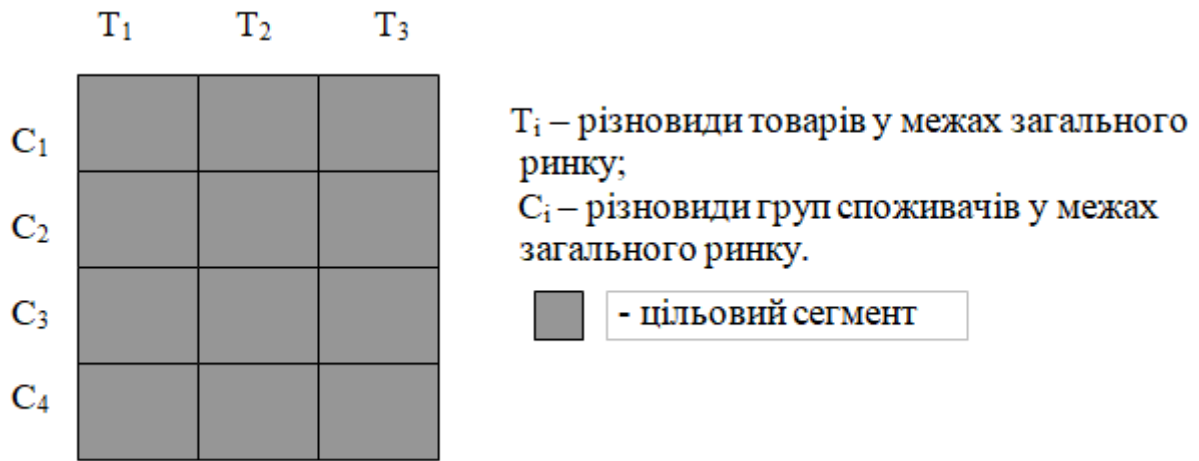 T₁ T₂ T₃
C₁
C₂
C₃
C₄
Tᵢ – різновиди товарів у межах загального
ринку;
Cᵢ – різновиди груп споживачів у межах
загального ринку.
- цільовий сегмент